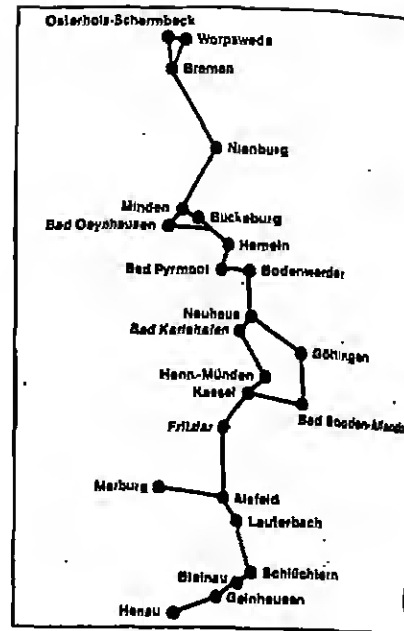 Osterholz-Scharmbeck
Worpswede
Bremen
Nienburg
Minden
Bückeburg
Bad Oeynhausen
Hameln
Bad Pyrmont
Bodenwerder
Neuhaus
Bad Karlshafen
Göttingen
Hann.-Münden
Kassel
Bad Sooden-Allendorf
Fritzlar
Marburg
Alsfeld
Lauterbach
Schlüchtern
Steinau
Gelnhausen
Hanau